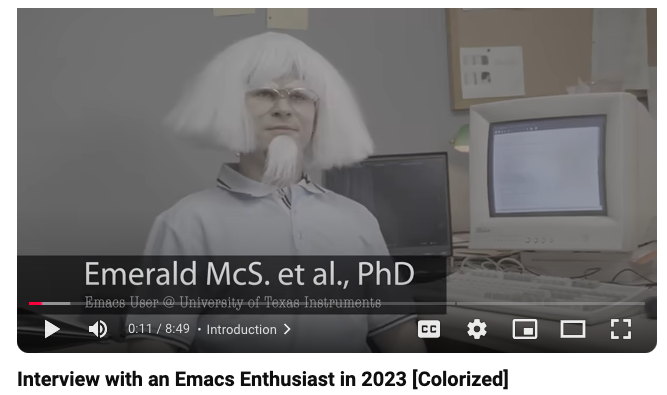 Emerald McS. et al., PhD
Emacs User @ University of Texas Instruments
0:11 / 8:49 • Introduction >
CC
Interview with an Emacs Enthusiast in 2023 [Colorized]